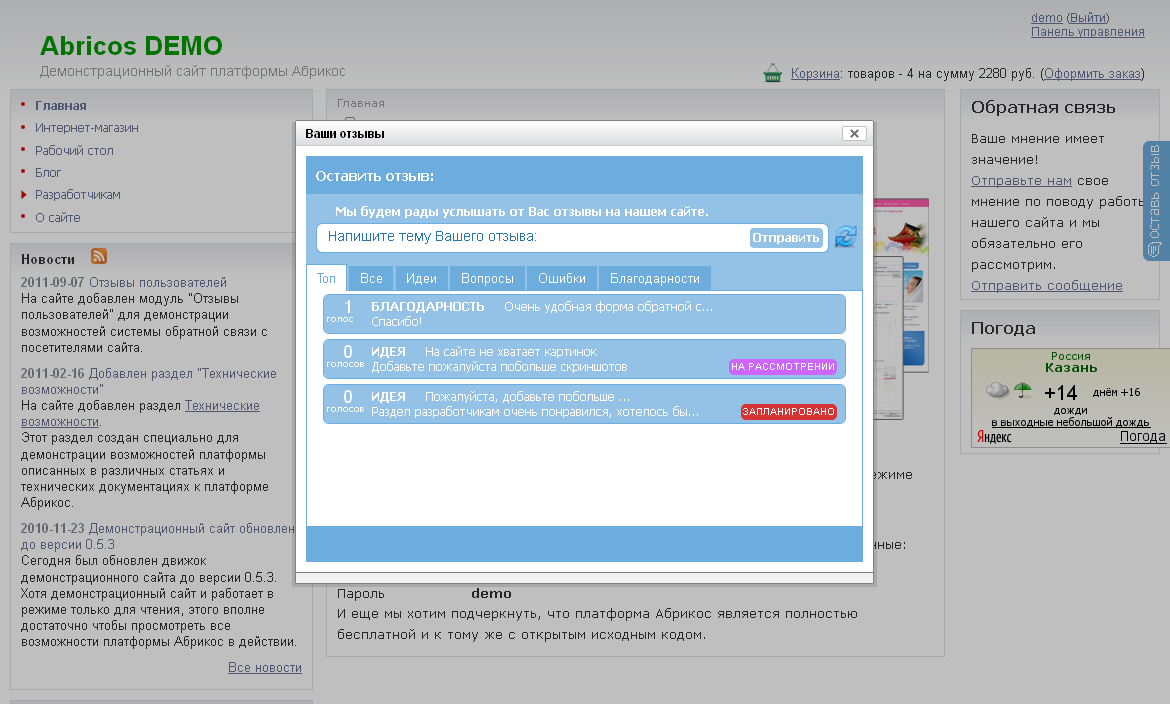 demo (Выйти)
Панель управления
Abricos DEMO
Демонстрационный сайт платформы Абрикос
Корзина: товаров - 4 на сумму 2280 руб. (Оформить заказ)
Главная
Интернет-магазин
Рабочий стол
Блог
Разработчикам
О сайте
Новости
2011-09-07 Отзывы пользователей
На сайте добавлен модуль "Отзывы
пользователей" для демонстрации
возможностей системы обратной связи с
посетителями сайта.
2011-02-16 Добавлен раздел "Технические
возможности"
На сайте добавлен раздел Технические
возможности.
Этот раздел создан специально для
демонстрации возможностей платформы
описанных в различных статьях и
технических документациях к платформе
Абрикос.
2010-11-23 Демонстрационный сайт обновлен
до версии 0.5.3
Сегодня был обновлен движок
демонстрационного сайта до версии 0.5.3.
Хотя демонстрационный сайт и работает в
режиме только для чтения, этого вполне
достаточно чтобы просмотреть все
возможности платформы Абрикос в действии.
Все новости
Главная
Ваши отзывы
Оставить отзыв:
Мы будем рады услышать от Вас отзывы на нашем сайте.
Напишите тему Вашего отзыва:
Отправить
Топ Все Идеи Вопросы Ошибки Благодарности
1 БЛАГОДАРНОСТЬ Очень удобная форма обратной с...
голос Спасибо!
0 ИДЕЯ На сайте не хватает картинок
голосов Добавьте пожалуйста побольше скриншотов НА РАССМОТРЕНИИ
0 ИДЕЯ Пожалуйста, добавьте побольше ...
голосов Раздел разработчикам очень понравился, хотелось бы... ЗАПЛАНИРОВАНО
ежиме
нные:
Пароль demo
И еще мы хотим подчеркнуть, что платформа Абрикос является полностью
бесплатной и к тому же с открытым исходным кодом.
Обратная связь
Ваше мнение имеет
значение!
Отправьте нам свое
мнение по поводу работы
нашего сайта и мы
обязательно его
рассмотрим.
Отправить сообщение
ОСТАВЬ ОТЗЫВ
Погода
Россия
Казань
+14 днём +16
дожди
в выходные небольшой дождь
Яндекс Погода